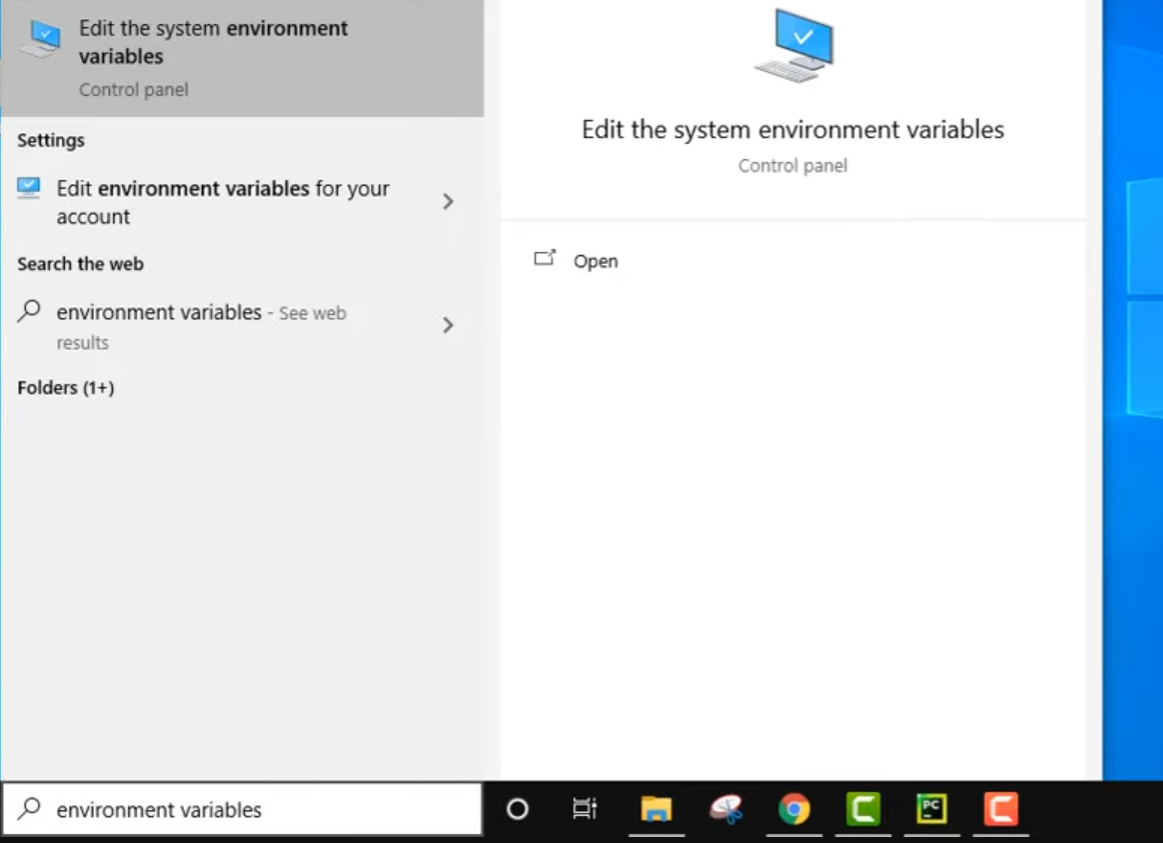 Edit the system environment
variables
Control panel
Settings
Edit environment variables for your
account
Search the web
environment variables - See web
results
Folders (1+)
Edit the system environment variables
Control panel
Open
environment variables
PC